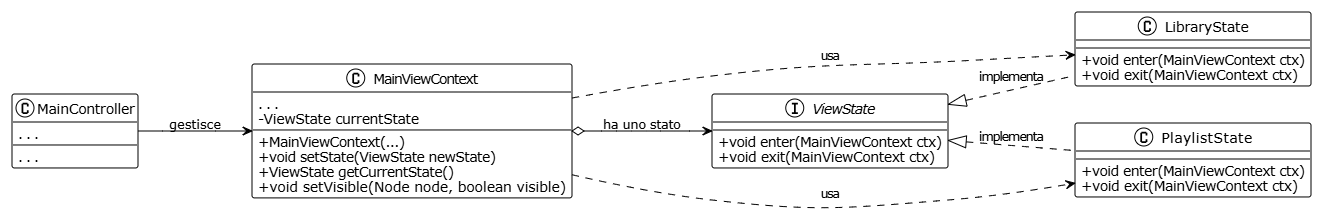 C MainController
...
...
gestisce
C MainViewContext
...
-ViewState currentState
+MainViewContext(...)
+void setState(ViewState newState)
+ViewState getCurrentState()
+void setVisible(Node node, boolean visible)
usa
ha uno stato
usa
I ViewState
+void enter(MainViewContext ctx)
+void exit(MainViewContext ctx)
implementa
implementa
C LibraryState
+void enter(MainViewContext ctx)
+void exit(MainViewContext ctx)
C PlaylistState
+void enter(MainViewContext ctx)
+void exit(MainViewContext ctx)